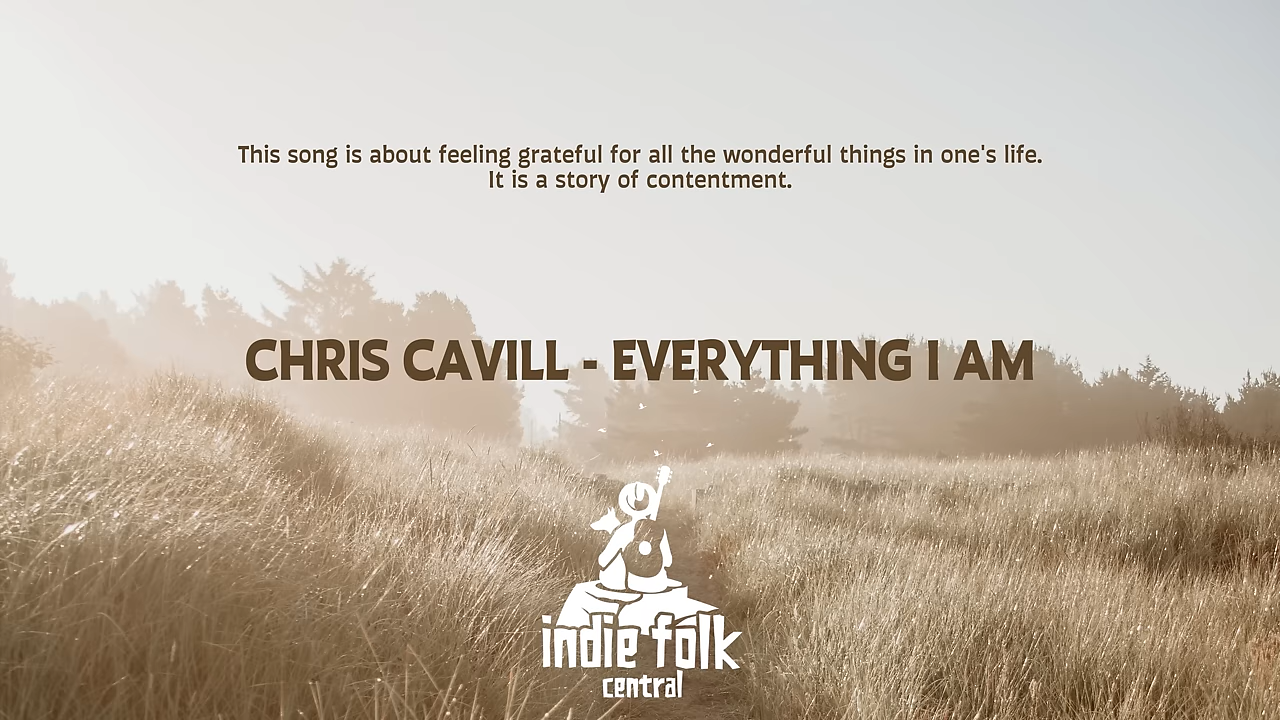 This song is about feeling grateful for all the wonderful things in one's life.
It is a story of contentment.
CHRIS CAVILL - EVERYTHING I AM
indie folk
central